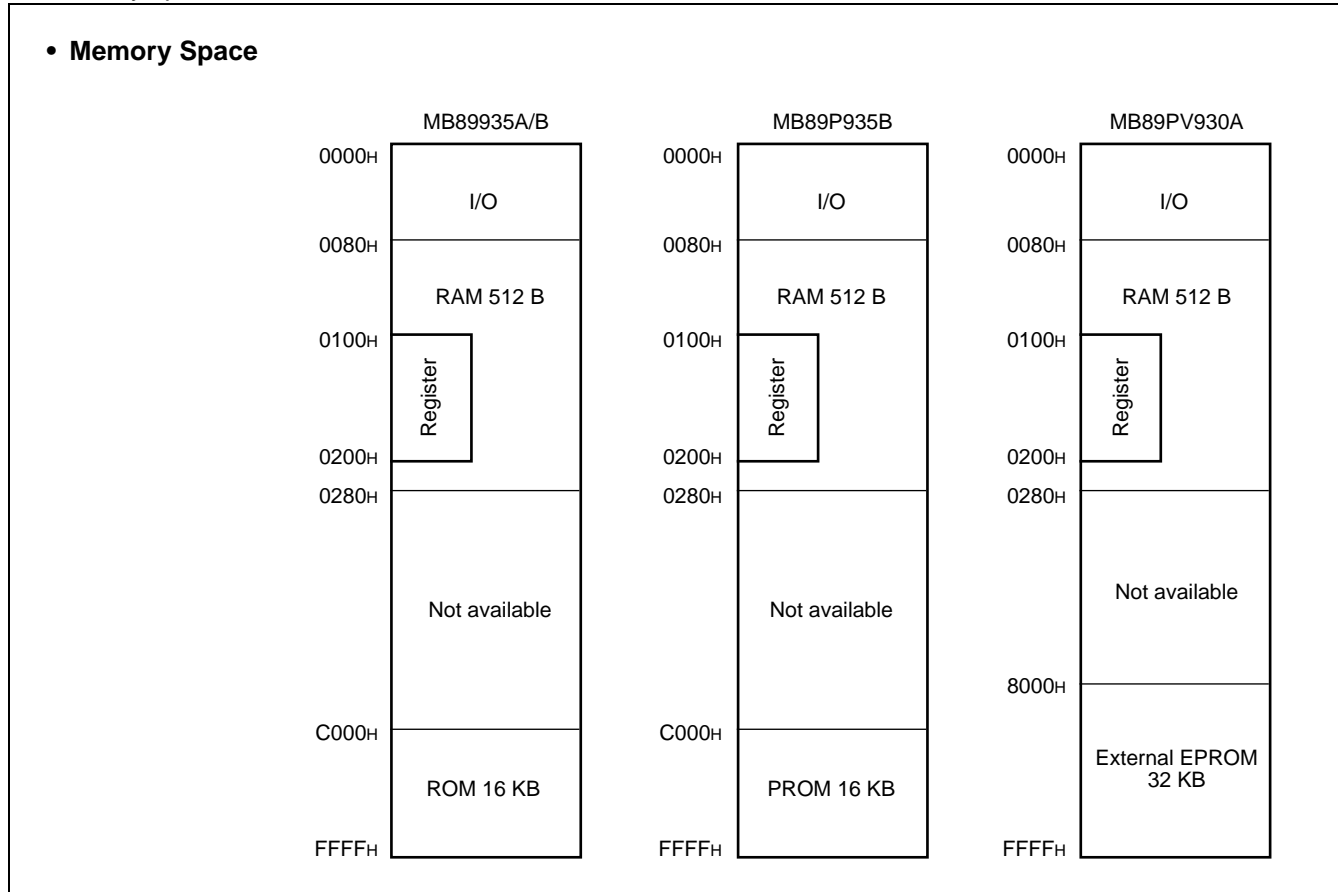 • Memory Space
MB89935A/B
0000H
I/O
0080H
RAM 512 B
0100H
Register
0200H
0280H
Not available
C000H
ROM 16 KB
FFFFH
MB89P935B
0000H
I/O
0080H
RAM 512 B
0100H
Register
0200H
0280H
Not available
C000H
PROM 16 KB
FFFFH
MB89PV930A
0000H
I/O
0080H
RAM 512 B
0100H
Register
0200H
0280H
Not available
8000H
External EPROM
32 KB
FFFFH